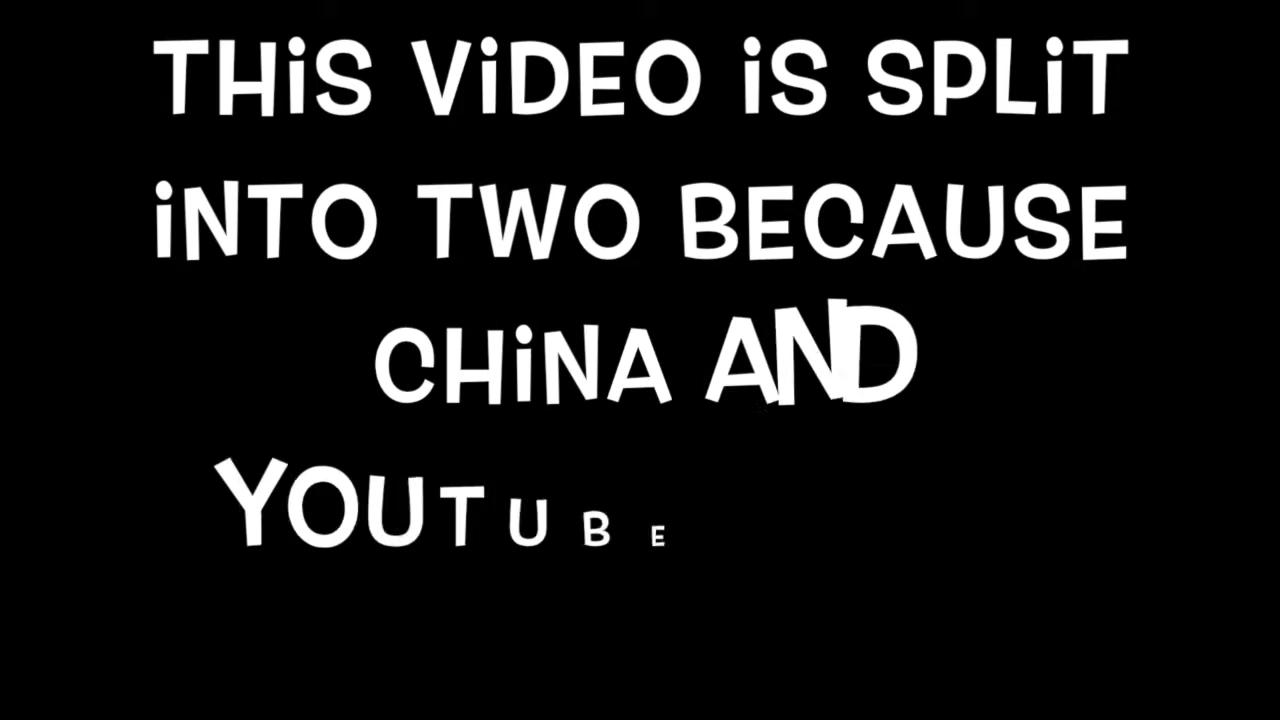 THiS ViDEO iS SPLiT
iNTO TWO BECAUSE
CHiNA AND
YOUTUBE